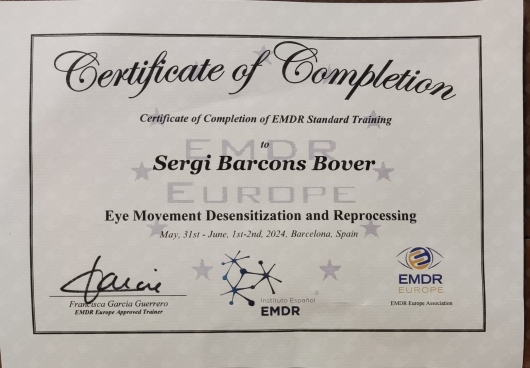 Certificate of Completion
Certificate of Completion of EMDR Standard Training
to
Sergi Barcons Bover
EMDR
EUROPE
Eye Movement Desensitization and Reprocessing
May, 31st - June, 1st-2nd, 2024, Barcelona, Spain
Francisca García Guerrero
EMDR Europe Approved Trainer
Instituto Español
EMDR
EMDR
EUROPE
EMDR Europe Association